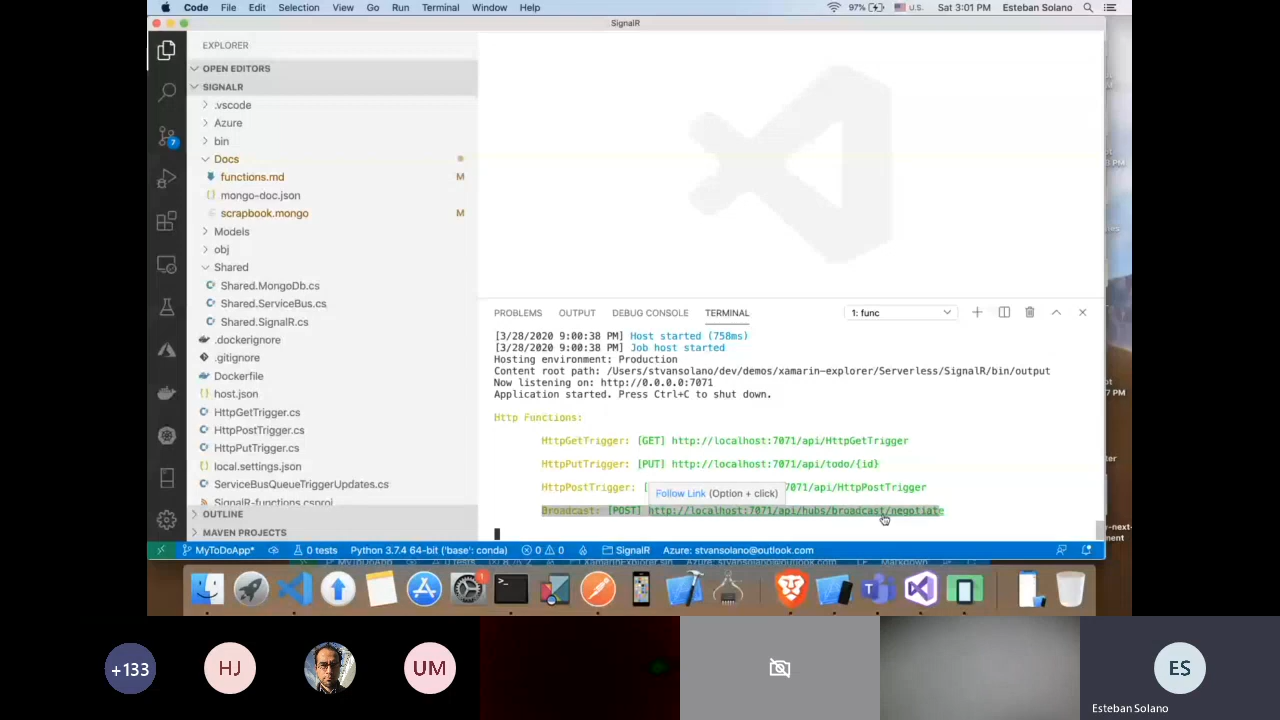 Code File Edit Selection View Go Run Terminal Window Help 97% U.S. Sat 3:01 PM Esteban Solano
SignalR
EXPLORER
OPEN EDITORS
SIGNALR
.vscode
Azure
bin
Docs
functions.md M
mongo-doc.json
scrapbook.mongo M
Models
obj
Shared
Shared.MongoDb.cs
Shared.ServiceBus.cs
Shared.SignalR.cs
.dockerignore
.gitignore
Dockerfile
host.json
HttpGetTrigger.cs
HttpPostTrigger.cs
HttpPutTrigger.cs
local.settings.json
ServiceBusQueueTriggerUpdates.cs
SignalR-functions.csproj
OUTLINE
MAVEN PROJECTS
7
PROBLEMS OUTPUT DEBUG CONSOLE TERMINAL 1: func
[3/28/2020 9:00:38 PM] Host started (758ms)
[3/28/2020 9:00:38 PM] Job host started
Hosting environment: Production
Content root path: /Users/stvansolano/dev/demos/xamarin-explorer/Serverless/SignalR/bin/output
Now listening on: http://0.0.0.0:7071
Application started. Press Ctrl+C to shut down.
Http Functions:
HttpGetTrigger: [GET] http://localhost:7071/api/HttpGetTrigger
HttpPutTrigger: [PUT] http://localhost:7071/api/todo/{id}
HttpPostTrigger: [ 7071/api/HttpPostTrigger
Follow Link (Option + click)
Broadcast: [POST] http://localhost:7071/api/hubs/broadcast/negotiate
MyToDoApp* 0 tests Python 3.7.4 64-bit ('base': conda) 0 0 SignalR Azure: stvansolano@outlook.com
1
+133
HJ
UM
ES
Esteban Solano